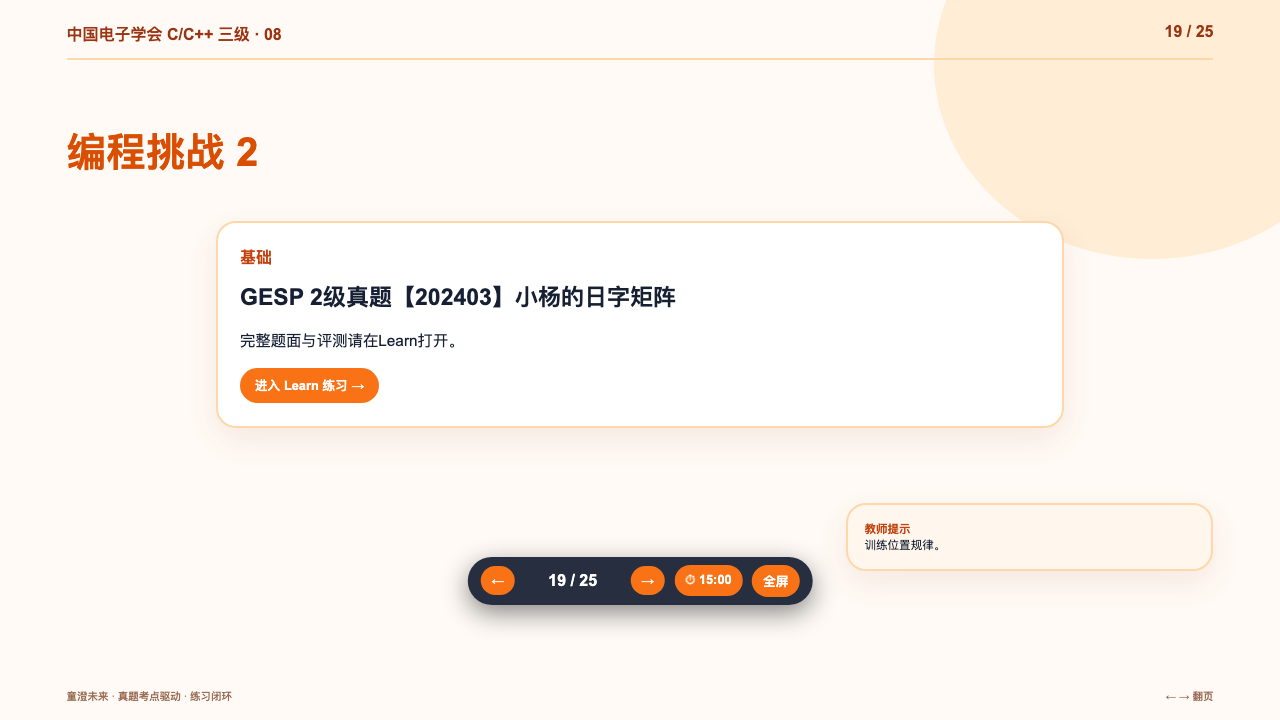 中国电子学会 C/C++ 三级 · 08
19 / 25
编程挑战 2
基础
GESP 2级真题【202403】小杨的日字矩阵
完整题面与评测请在Learn打开。
进入 Learn 练习 →
教师提示
训练位置规律。
← 19 / 25 → ⏱ 15:00 全屏
童澄未来 · 真题考点驱动 · 练习闭环
←→ 翻页